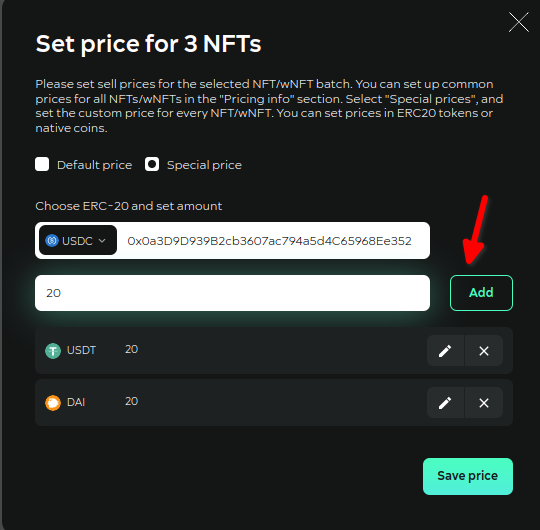 Set price for 3 NFTs
Please set sell prices for the selected NFT/wNFT batch. You can set up common
prices for all NFTs/wNFTs in the "Pricing info" section. Select "Special prices", and
set the custom price for every NFT/wNFT. You can set prices in ERC20 tokens or
native coins.
Default price Special price
Choose ERC-20 and set amount
USDC 0x0a3D9D939B2cb3607ac794a5d4C65968Ee352
20 Add
USDT 20
DAI 20
Save price